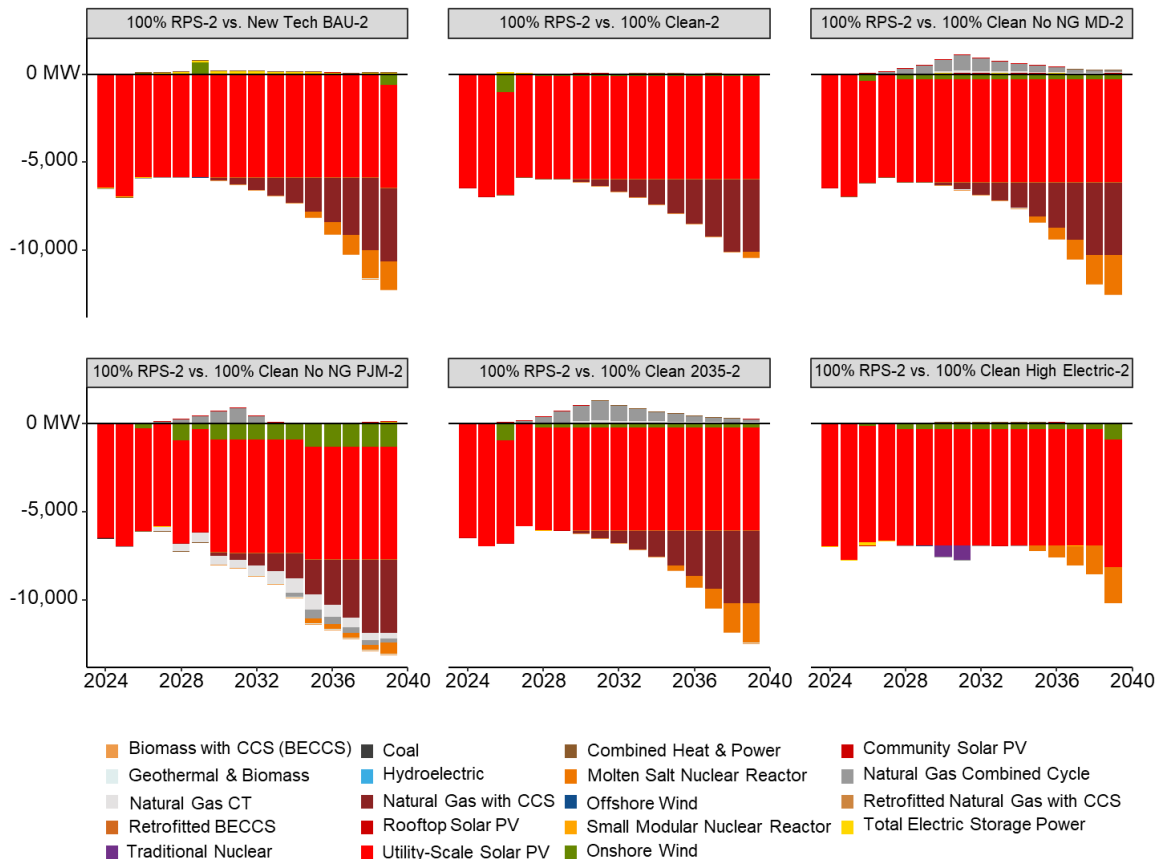 100% RPS-2 vs. New Tech BAU-2
100% RPS-2 vs. 100% Clean-2
100% RPS-2 vs. 100% Clean No NG MD-2
0 MW
-5,000
-10,000
100% RPS-2 vs. 100% Clean No NG PJM-2
100% RPS-2 vs. 100% Clean 2035-2
100% RPS-2 vs. 100% Clean High Electric-2
0 MW
-5,000
-10,000
2024 2028 2032 2036 2040
2024 2028 2032 2036 2040
2024 2028 2032 2036 2040
Biomass with CCS (BECCS)
Coal
Combined Heat & Power
Community Solar PV
Geothermal & Biomass
Hydroelectric
Molten Salt Nuclear Reactor
Natural Gas Combined Cycle
Natural Gas CT
Natural Gas with CCS
Offshore Wind
Retrofitted Natural Gas with CCS
Retrofitted BECCS
Rooftop Solar PV
Small Modular Nuclear Reactor
Total Electric Storage Power
Traditional Nuclear
Utility-Scale Solar PV
Onshore Wind